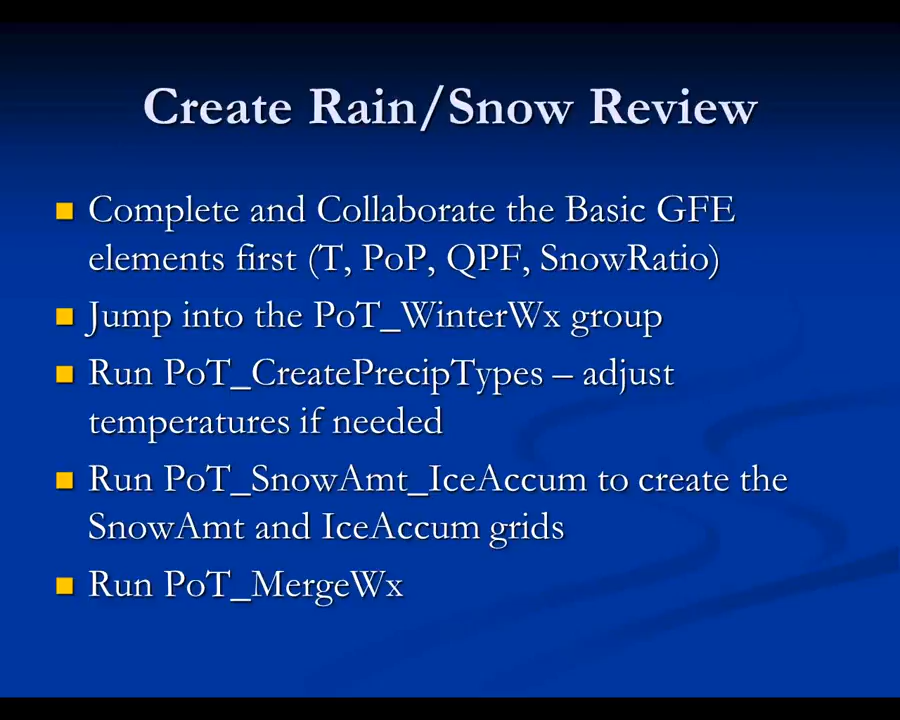 Create Rain/Snow Review
Complete and Collaborate the Basic GFE
elements first (T, PoP, QPF, SnowRatio)
Jump into the PoT_WinterWx group
Run PoT_CreatePrecipTypes – adjust
temperatures if needed
Run PoT_SnowAmt_IceAccum to create the
SnowAmt and IceAccum grids
Run PoT_MergeWx